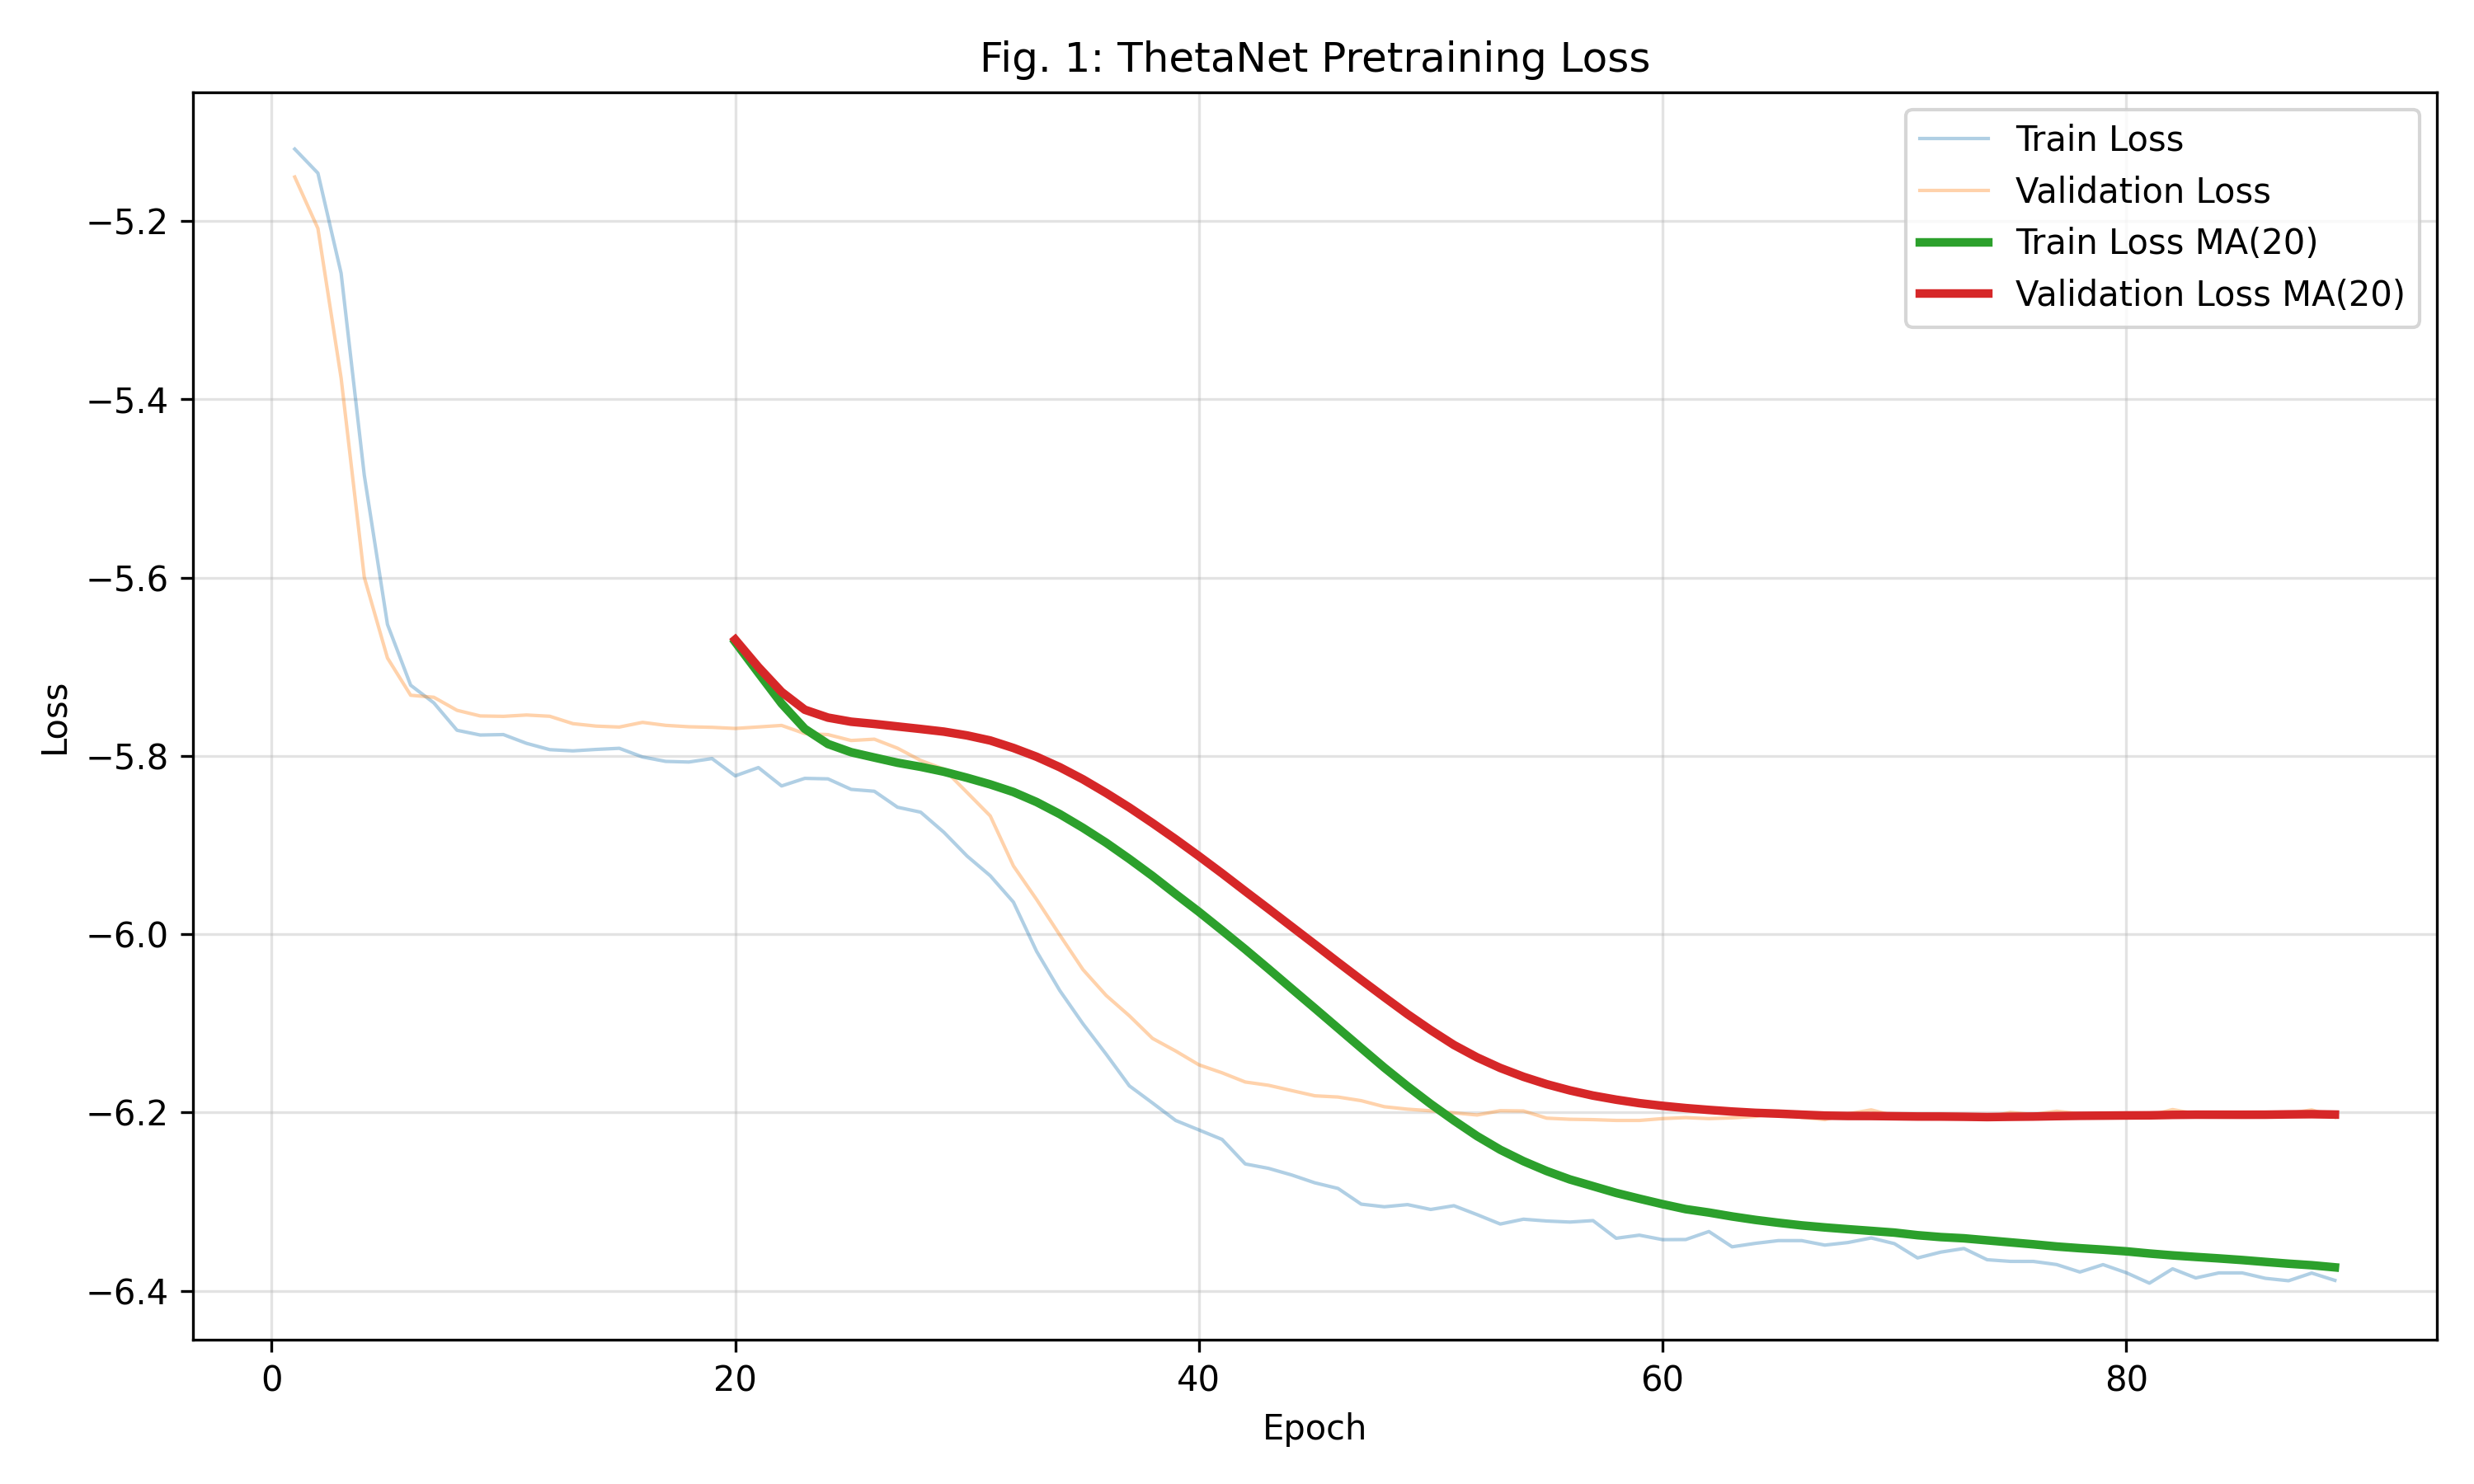 Fig. 1: ThetaNet Pretraining Loss
Train Loss
Validation Loss
Train Loss MA(20)
Validation Loss MA(20)
Loss
−5.2
−5.4
−5.6
−5.8
−6.0
−6.2
−6.4
0 20 40 60 80
Epoch